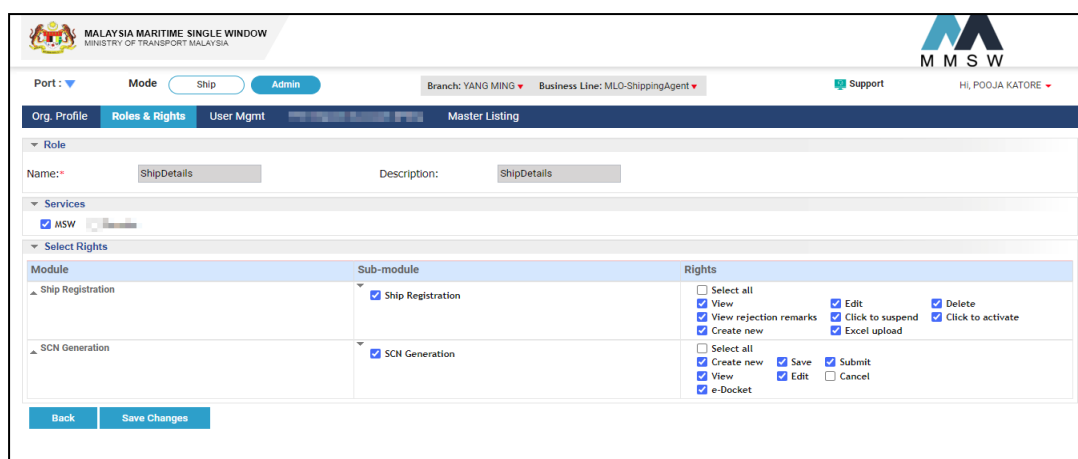 MALAYSIA MARITIME SINGLE WINDOW
MINISTRY OF TRANSPORT MALAYSIA
MMSW
Port : Mode Ship Admin Branch: YANG MING Business Line: MLO-ShippingAgent Support Hi, POOJA KATORE
Org. Profile Roles & Rights User Mgmt Master Listing
Role
Name:* ShipDetails Description: ShipDetails
Services
MSW
Select Rights
Module Sub-module Rights
Ship Registration Ship Registration Select all
View Edit Delete
View rejection remarks Click to suspend Click to activate
Create new Excel upload
SCN Generation SCN Generation Select all
Create new Save Submit
View Edit Cancel
e-Docket
Back Save Changes